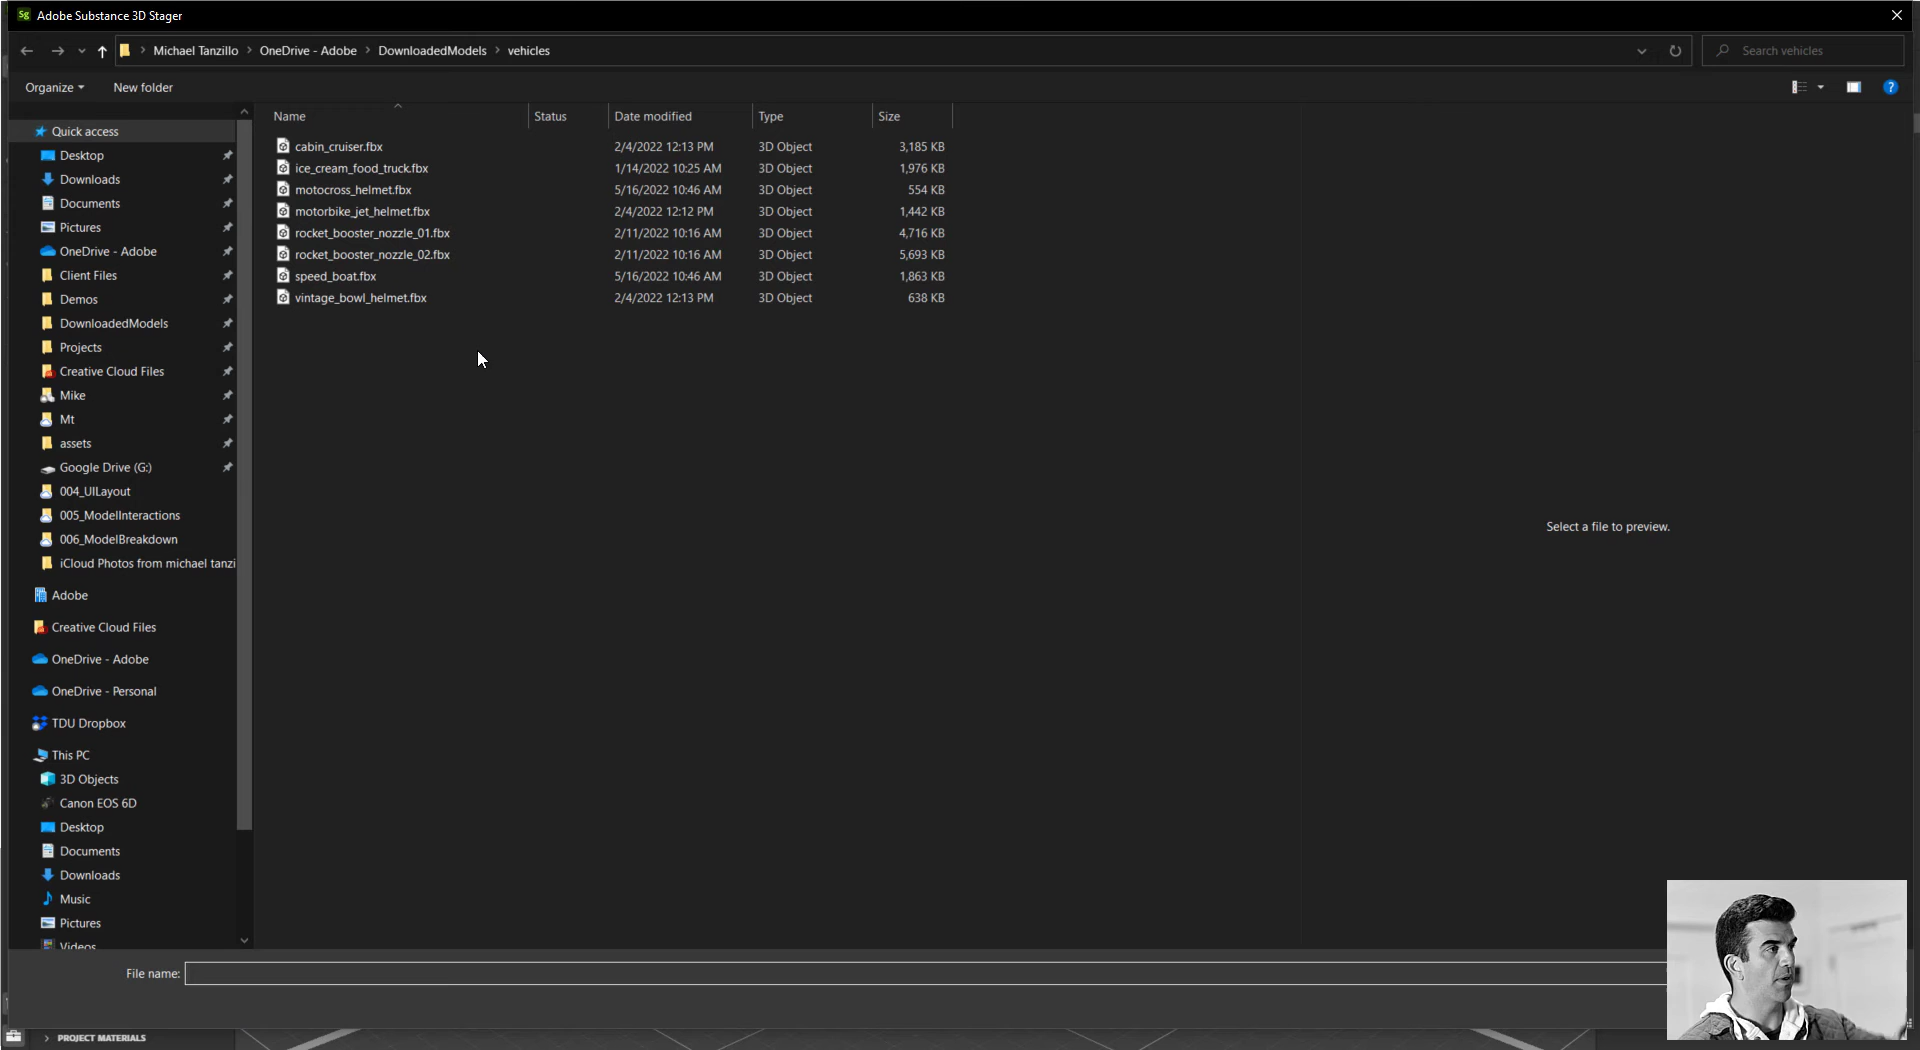 Sg Adobe Substance 3D Stager
Michael Tanzillo > OneDrive - Adobe > DownloadedModels > vehicles
Search vehicles
Organize
New folder
?
Name
Status
Date modified
Type
Size
cabin_cruiser.fbx 2/4/2022 12:13 PM 3D Object 3,185 KB
ice_cream_food_truck.fbx 1/14/2022 10:25 AM 3D Object 1,976 KB
motocross_helmet.fbx 5/16/2022 10:46 AM 3D Object 554 KB
motorbike_jet_helmet.fbx 2/4/2022 12:12 PM 3D Object 1,442 KB
rocket_booster_nozzle_01.fbx 2/11/2022 10:16 AM 3D Object 4,716 KB
rocket_booster_nozzle_02.fbx 2/11/2022 10:16 AM 3D Object 5,693 KB
speed_boat.fbx 5/16/2022 10:46 AM 3D Object 1,863 KB
vintage_bowl_helmet.fbx 2/4/2022 12:13 PM 3D Object 638 KB
Quick access
Desktop
Downloads
Documents
Pictures
OneDrive - Adobe
Client Files
Demos
DownloadedModels
Projects
Creative Cloud Files
Mike
Mt
assets
Google Drive (G:)
004_UILayout
005_ModelInteractions
006_ModelBreakdown
iCloud Photos from michael tanzi
Adobe
Creative Cloud Files
OneDrive - Adobe
OneDrive - Personal
TDU Dropbox
This PC
3D Objects
Canon EOS 6D
Desktop
Documents
Downloads
Music
Pictures
Videos
Select a file to preview.
File name:
PROJECT MATERIALS